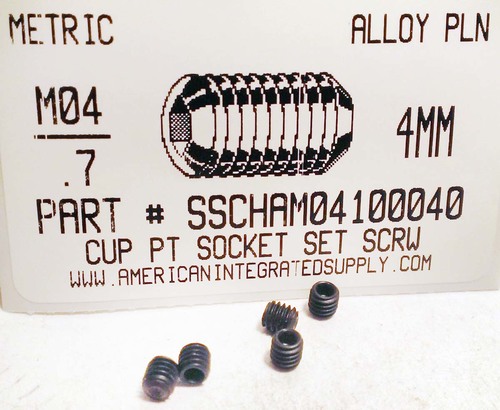 METRIC ALLOY PLN
M04
.7
4MM
PART # SSCHAM04100040
CUP PT SOCKET SET SCRW
WWW.AMERICANINTEGRATEDSUPPLY.COM